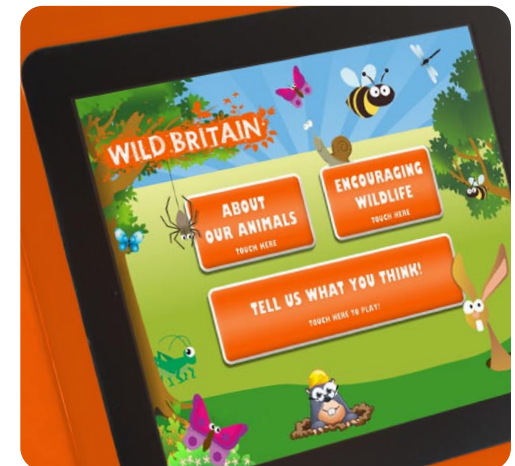 WILD BRITAIN
ABOUT
OUR ANIMALS
TOUCH HERE
ENCOURAGING
WILDLIFE
TOUCH HERE
TELL US WHAT YOU THINK!
TOUCH HERE TO PLAY!